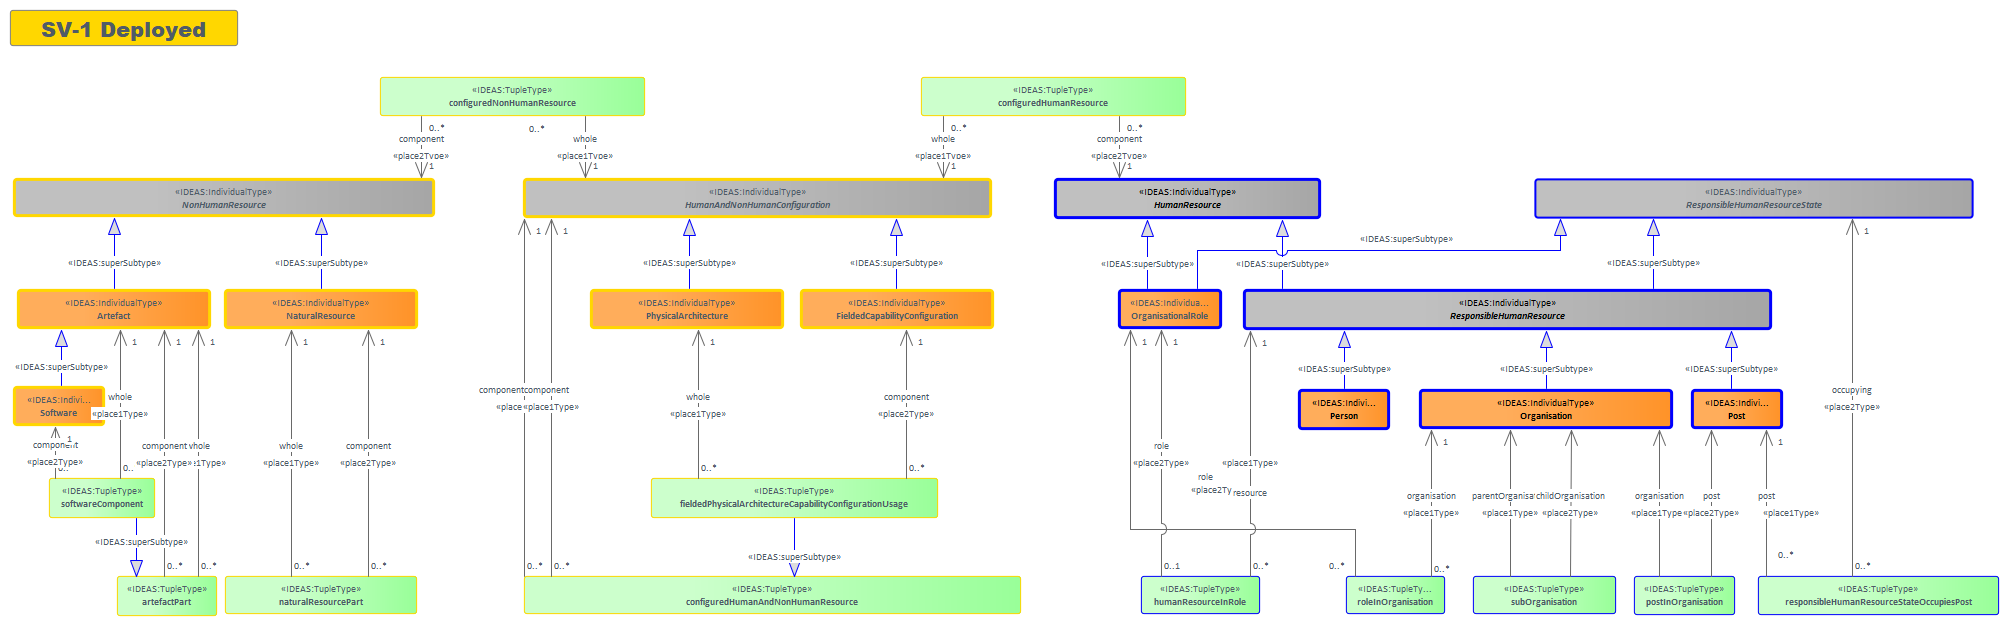 SV-1 Deployed
«IDEAS:TupleType»
configuredNonHumanResource
«IDEAS:TupleType»
configuredHumanResource
0..*
0..*
0..*
0..*
component
whole
whole
component
«place2Type»
«place1Type»
«place1Type»
«place2Type»
1
1
1
1
«IDEAS:IndividualType»
NonHumanResource
«IDEAS:IndividualType»
HumanAndNonHumanConfiguration
«IDEAS:IndividualType»
HumanResource
«IDEAS:IndividualType»
ResponsibleHumanResourceState
1
1
1
«IDEAS:superSubtype»
«IDEAS:superSubtype»
«IDEAS:superSubtype»
«IDEAS:superSubtype»
«IDEAS:superSubtype»
«IDEAS:superSubtype»
«IDEAS:superSubtype»
«IDEAS:superSubtype»
«IDEAS:IndividualType»
Artefact
«IDEAS:IndividualType»
NaturalResource
«IDEAS:IndividualType»
PhysicalArchitecture
«IDEAS:IndividualType»
FieldedCapabilityConfiguration
«IDEAS:Individua...
OrganisationalRole
«IDEAS:IndividualType»
ResponsibleHumanResource
1
1
1
1
1
1
1
1
1
1
«IDEAS:superSubtype»
«IDEAS:superSubtype»
«IDEAS:superSubtype»
«IDEAS:superSubtype»
«IDEAS:Indivi...
Software
whole
«place1Type»
componentcomponent
«place«place1Type»
whole
«place1Type»
component
«place2Type»
«IDEAS:Indivi...
Person
«IDEAS:IndividualType»
Organisation
«IDEAS:Indivi...
Post
occupying
«place2Type»
1
component
«place2Type»
component
«place2Type»
whole
:1Type»
whole
«place1Type»
component
«place2Type»
role
«place2Type»
«place1Type»
resource
role
«place2Ty
1
1
0..
0..
0..*
0..*
«IDEAS:TupleType»
softwareComponent
«IDEAS:TupleType»
fieldedPhysicalArchitectureCapabilityConfigurationUsage
organisation
«place1Type»
parentOrganisa
«place1Type»
childOrganisation
«place2Type»
organisation
«place1Type
post
«place2Type»
post
«place1Type»
«IDEAS:superSubtype»
«IDEAS:superSubtype»
0..*
0..*
0..*
0..*
0..*
0..*
0..1
0..*
0..*
0..*
0..*
0..*
«IDEAS:TupleType»
artefactPart
«IDEAS:TupleType»
naturalResourcePart
«IDEAS:TupleType»
configuredHumanAndNonHumanResource
«IDEAS:TupleType»
humanResourceInRole
«IDEAS:TupleTy...
roleInOrganisation
«IDEAS:TupleType»
subOrganisation
«IDEAS:TupleType»
postInOrganisation
«IDEAS:TupleType»
responsibleHumanResourceStateOccupiesPost